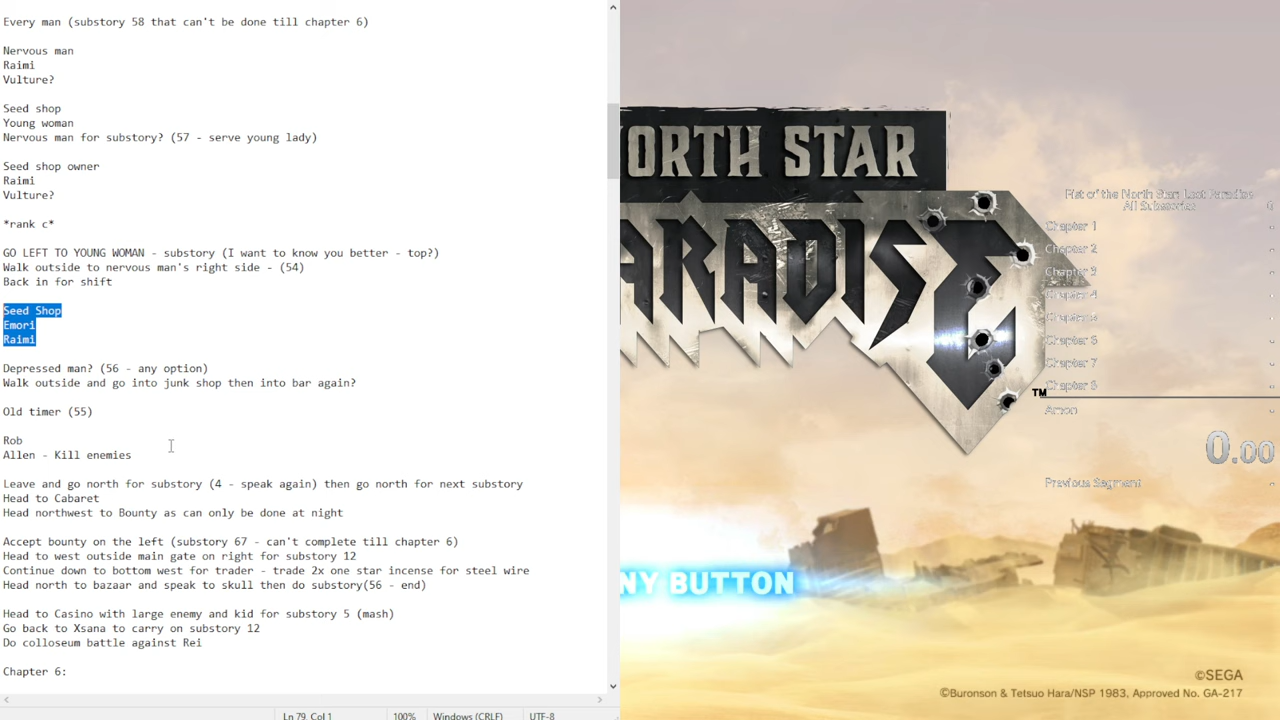 Every man (substory 58 that can't be done till chapter 6)
Nervous man
Raimi
Vulture?
Seed shop
Young woman
Nervous man for substory? (57 - serve young lady)
Seed shop owner
Raimi
Vulture?
*rank c*
GO LEFT TO YOUNG WOMAN - substory (I want to know you better - top?)
Walk outside to nervous man's right side - (54)
Back in for shift
Seed Shop
Emori
Raimi
Depressed man? (56 - any option)
Walk outside and go into junk shop then into bar again?
Old timer (55)
Rob
Allen - Kill enemies
Leave and go north for substory (4 - speak again) then go north for next substory
Head to Cabaret
Head northwest to Bounty as can only be done at night
Accept bounty on the left (substory 67 - can't complete till chapter 6)
Head to west outside main gate on right for substory 12
Continue down to bottom west for trader - trade 2x one star incense for steel wire
Head north to bazaar and speak to skull then do substory(56 - end)
Head to Casino with large enemy and kid for substory 5 (mash)
Go back to Xsana to carry on substory 12
Do colloseum battle against Rei
Chapter 6:
Ln 79, Col 1
100%
Windows (CRLF)
UTF-8
ORTH STAR
ARADISE
TM
NY BUTTON
©SEGA
©Buronson & Tetsuo Hara/NSP 1983, Approved No. GA-217
Fist of the North Star: Lost Paradise
All Substories 0
Chapter 1 -
Chapter 2 -
Chapter 3 -
Chapter 4 -
Chapter 5 -
Chapter 6 -
Chapter 7 -
Chapter 8 -
Amon -
0.00
Previous Segment -